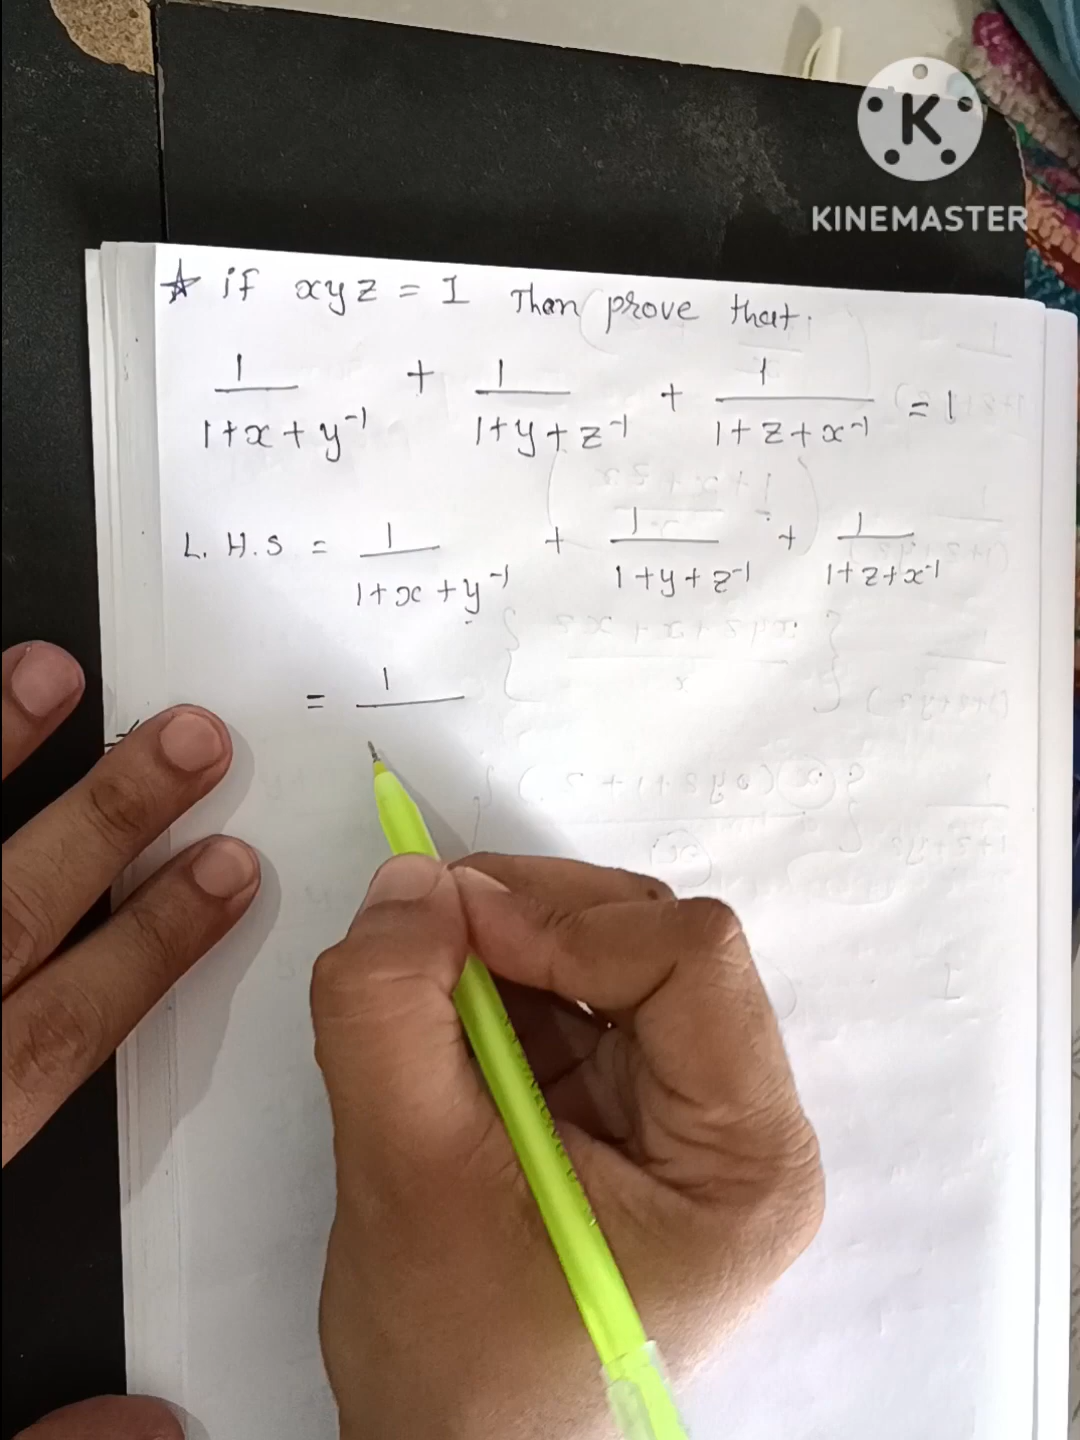 K
KINEMASTER
☆ if xyz = 1 Then prove that.
1/(1+x+y⁻¹) + 1/(1+y+z⁻¹) + 1/(1+z+x⁻¹) = 1
L.H.S = 1/(1+x+y⁻¹) + 1/(1+y+z⁻¹) + 1/(1+z+x⁻¹)
= 1/